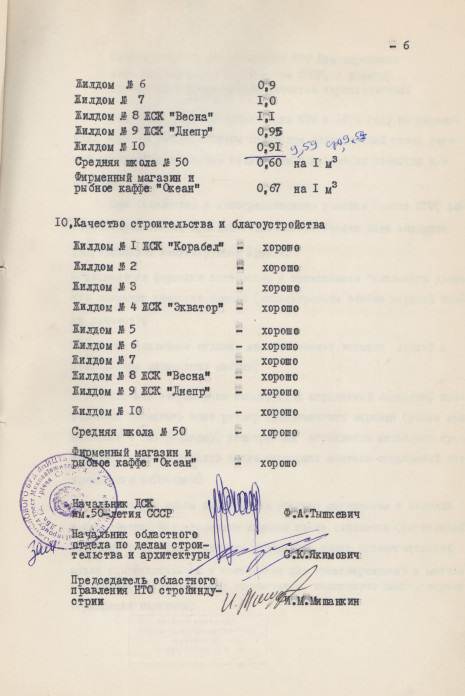 - 6
Жилдом № 6 0,9
Жилдом № 7 1,0
Жилдом № 8 ЖСК "Весна" 1,1
Жилдом № 9 ЖСК "Днепр" 0,95
Жилдом № 10 0,91 9,59
Средняя школа № 50 0,60 на 1 м3
Фирменный магазин и
рыбное каффе "Океан" 0,67 на 1 м3
10,Качество строительства и благоустройства
Жилдом № 1 ЖСК "Корабел" - хорошо
Жилдом № 2 - хорошо
Жилдом № 3 - хорошо
Жилдом № 4 ЖСК "Экватор" - хорошо
Жилдом № 5 - хорошо
Жилдом № 6 - хорошо
Жилдом № 7 - хорошо
Жилдом № 8 ЖСК "Весна" - хорошо
Жилдом № 9 ЖСК "Днепр" - хорошо
Жилдом № 10 - хорошо
Средняя школа № 50 - хорошо
Фирменный магазин и
рыбное каффе "Океан" - хорошо
Начальник ДСК
им.50-летия СССР Ф.А.Тышкевич
Начальник областного
отдела по делам строи-
тельства и архитектуры С.К.Якимович
Председатель областного
правления НТО стройинду-
стрии И.М.Мишанкин